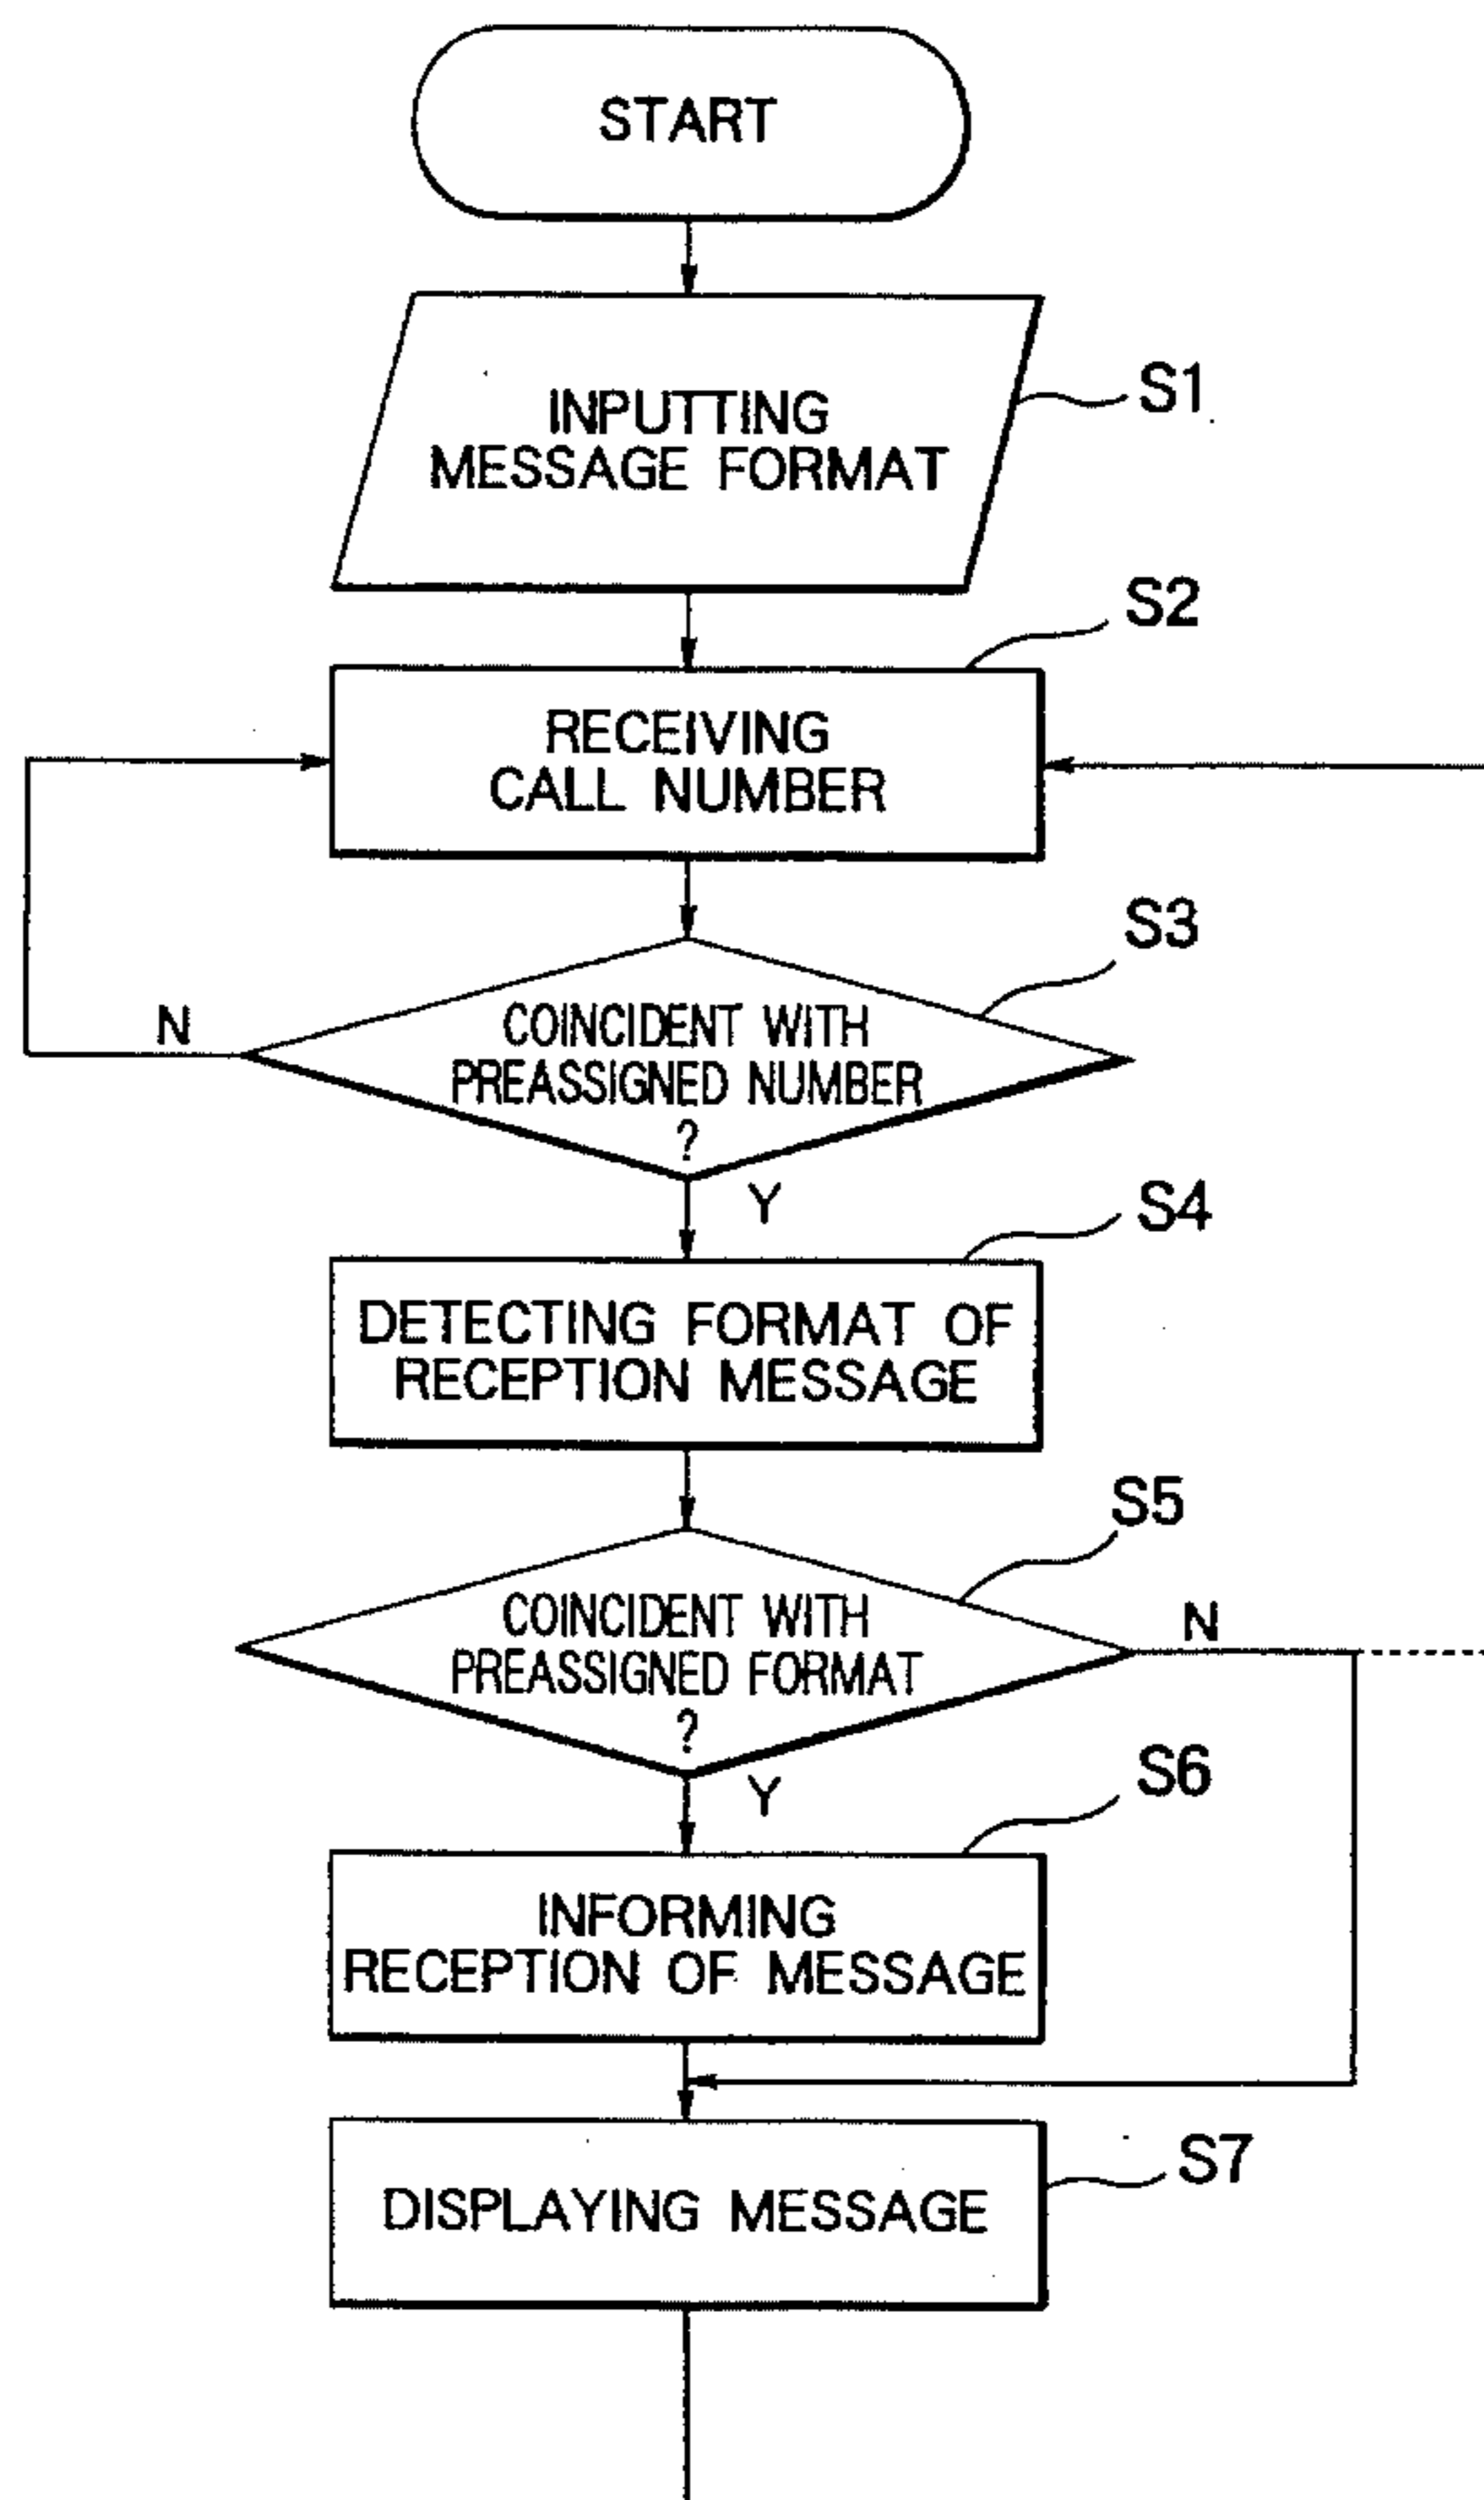 START
INPUTTING
MESSAGE FORMAT
S1
S2
RECEIVING
CALL NUMBER
S3
COINCIDENT WITH
PREASSIGNED NUMBER
?
N
Y
S4
DETECTING FORMAT OF
RECEPTION MESSAGE
S5
COINCIDENT WITH
PREASSIGNED FORMAT
?
N
Y
S6
INFORMING
RECEPTION OF MESSAGE
S7
DISPLAYING MESSAGE